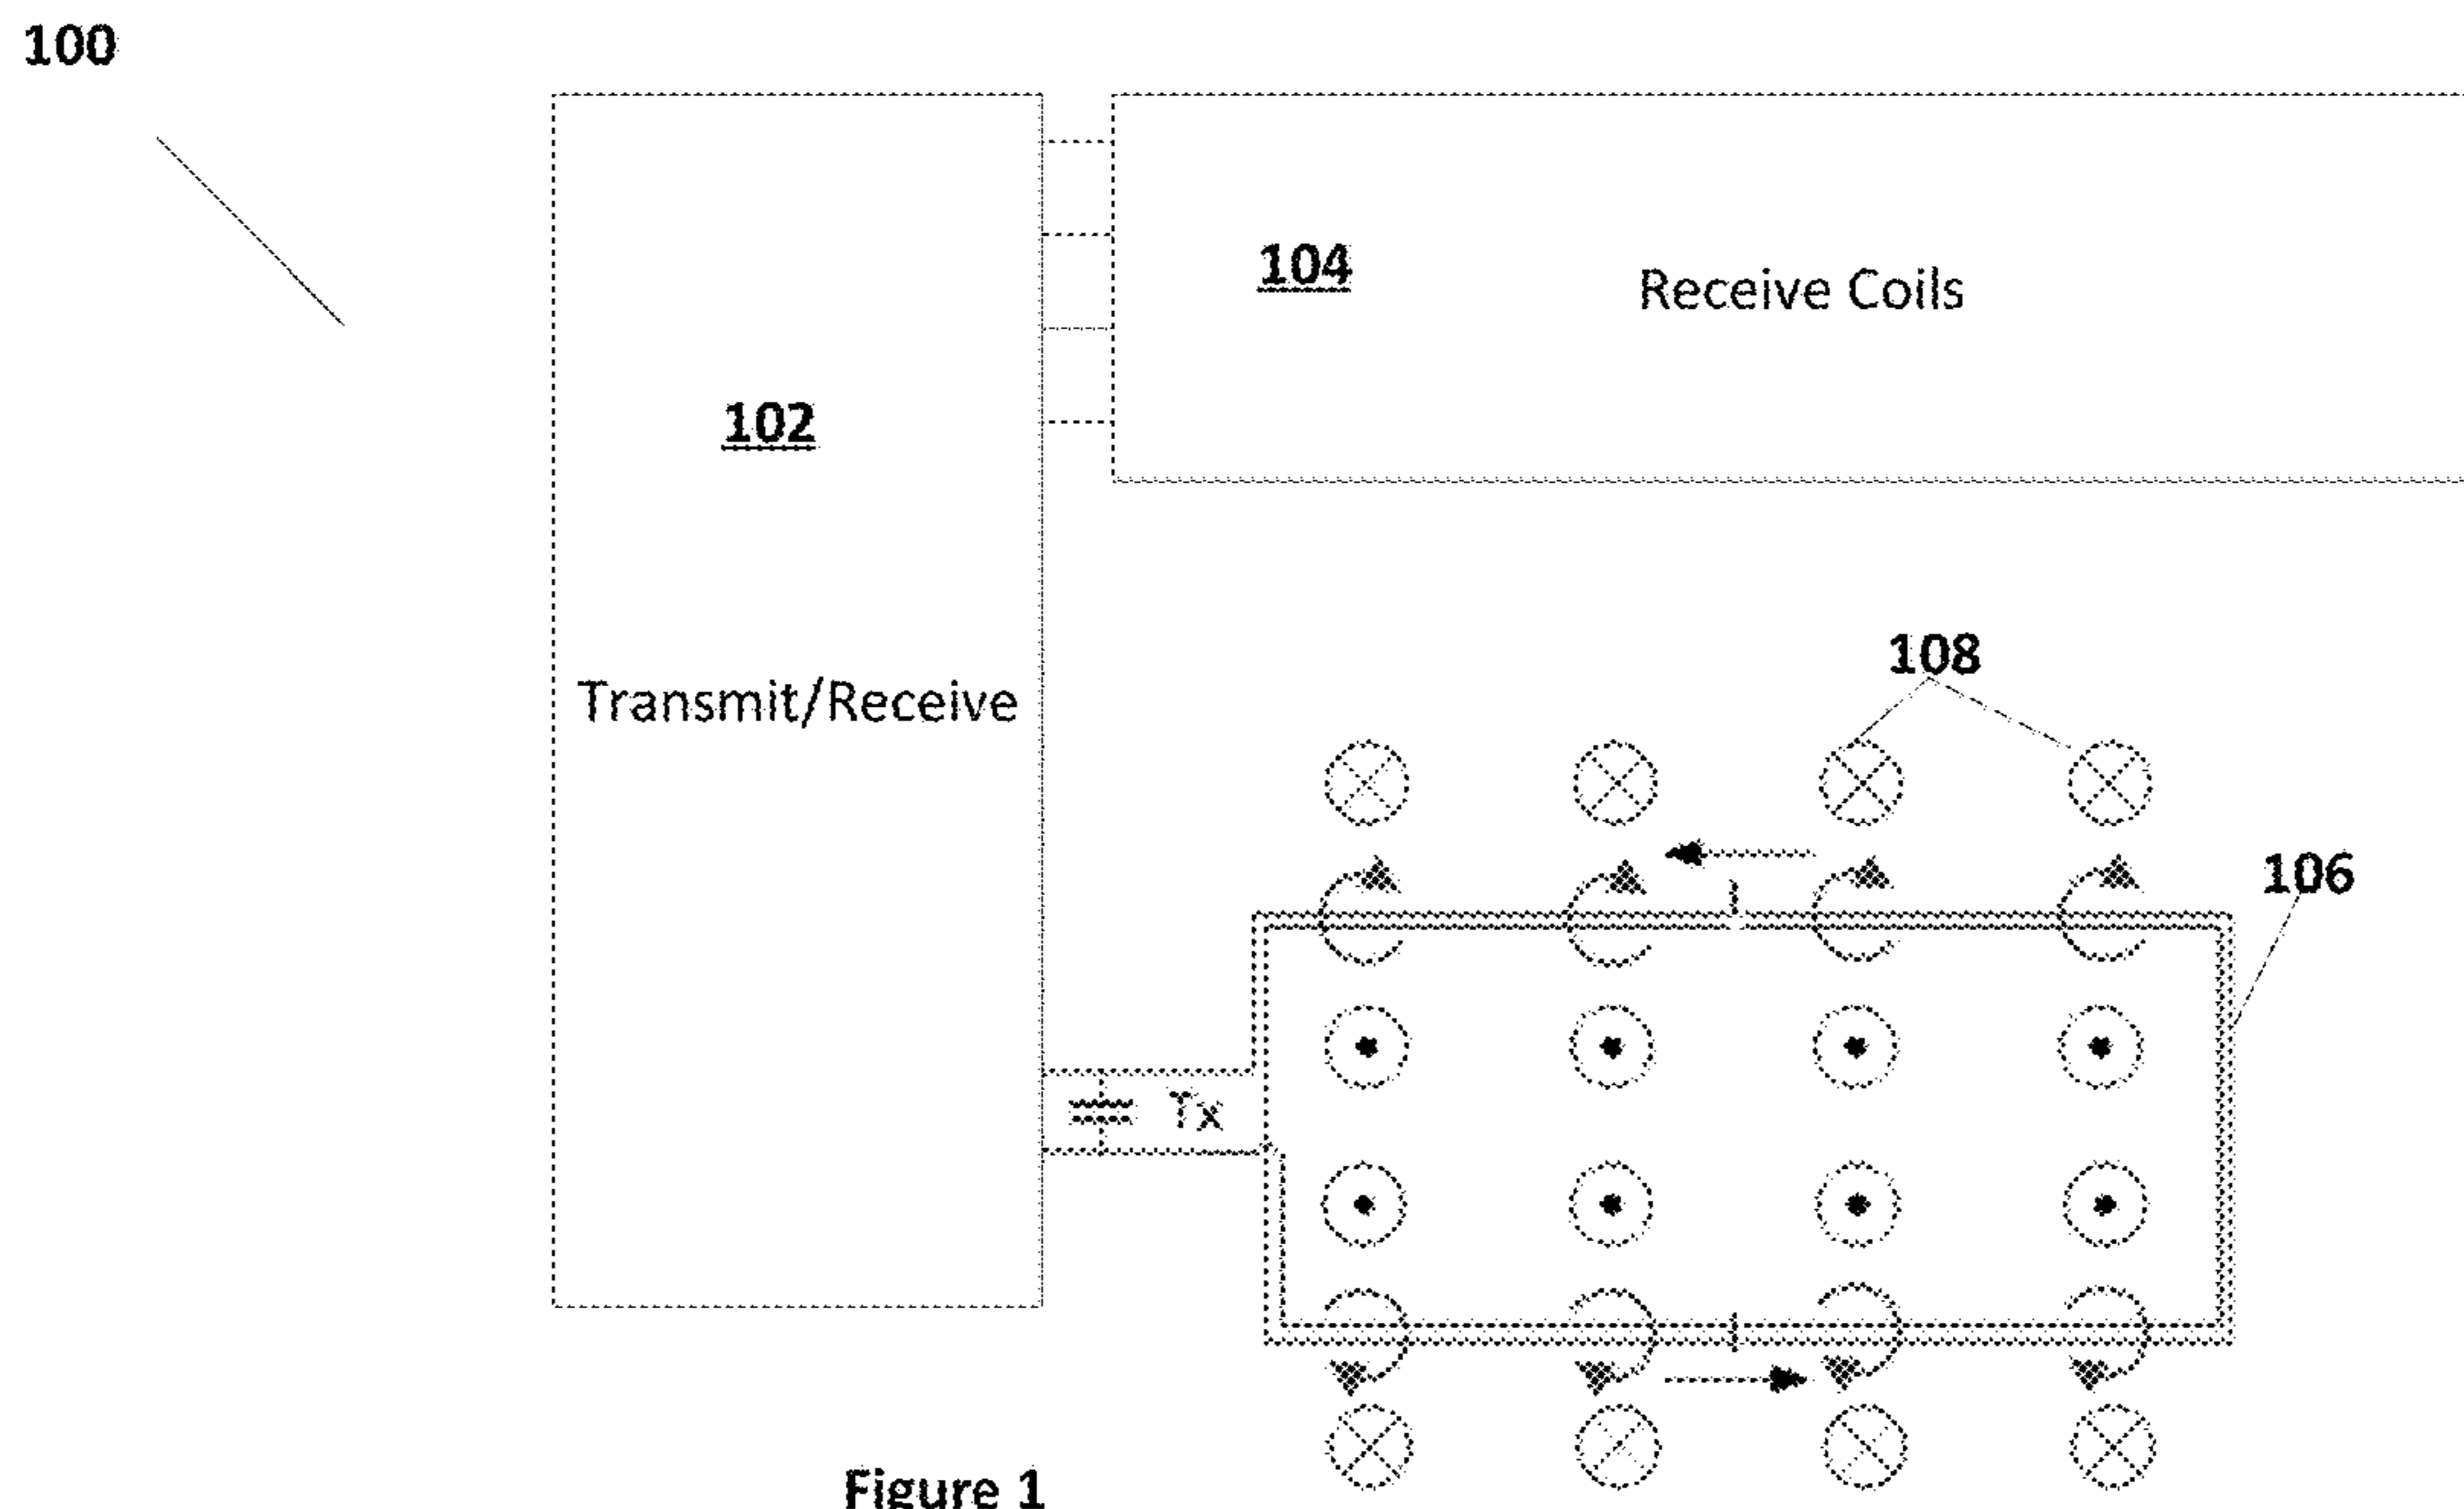 100
104
Receive Coils
102
Transmit/Receive
108
106
Tx
Figure 1